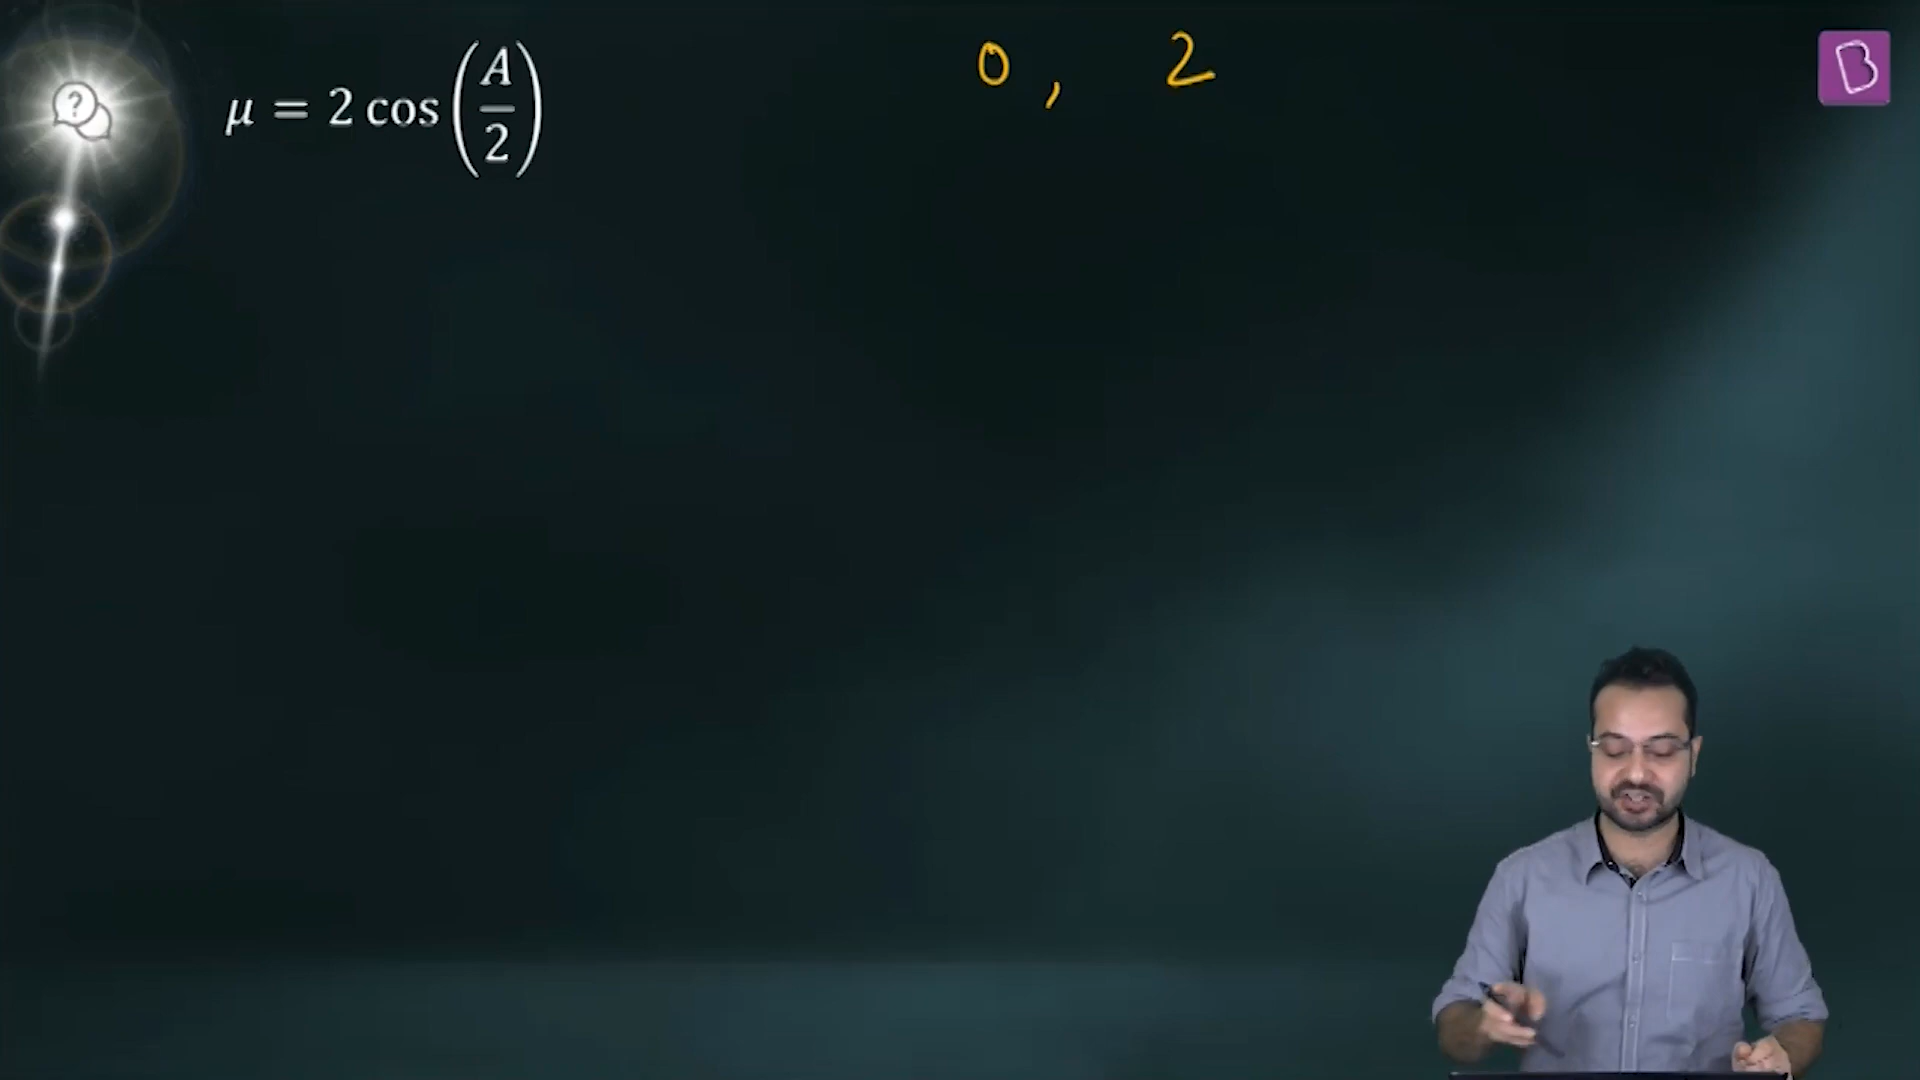 μ = 2 cos(A/2)
0 , 2
B